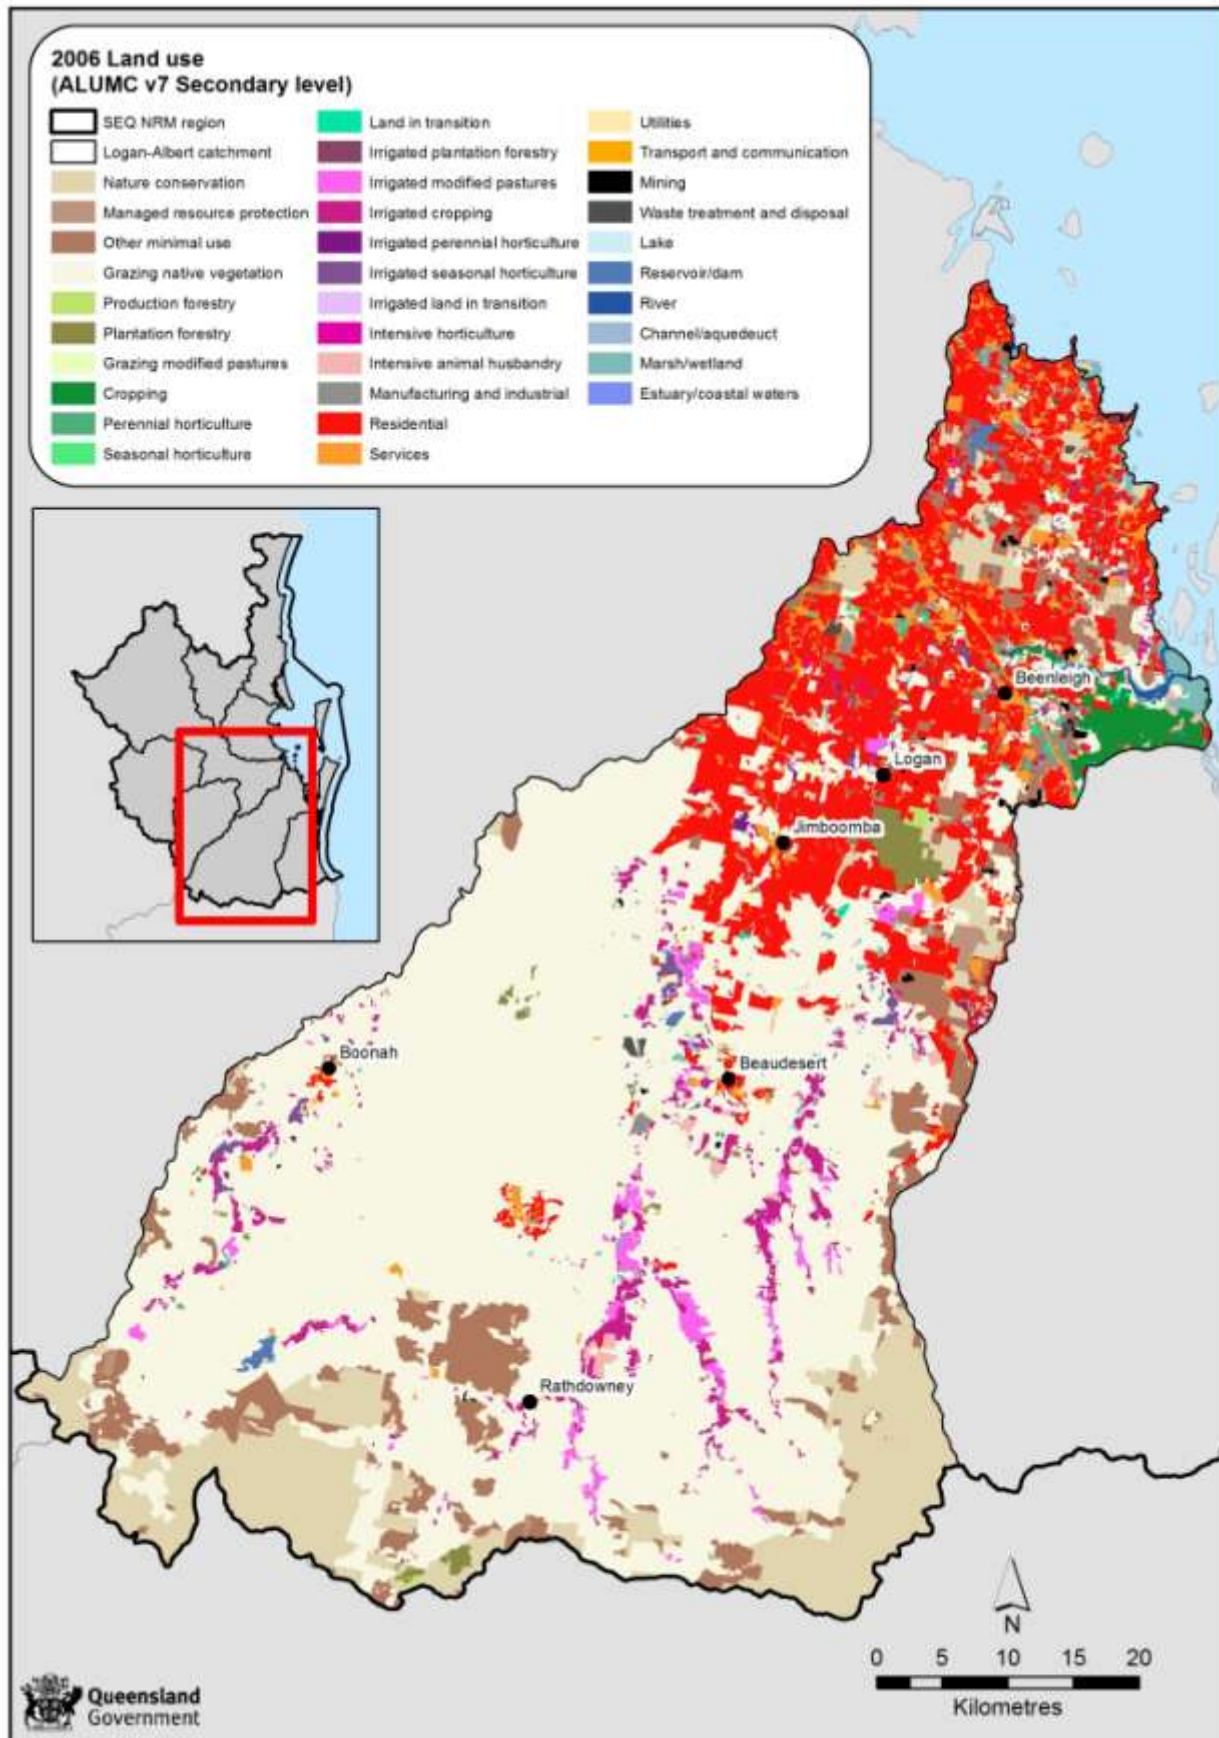 2006 Land use
(ALUMC v7 Secondary level)
SEQ NRM region
Logan-Albert catchment
Nature conservation
Managed resource protection
Other minimal use
Grazing native vegetation
Production forestry
Plantation forestry
Grazing modified pastures
Cropping
Perennial horticulture
Seasonal horticulture
Land in transition
Irrigated plantation forestry
Irrigated modified pastures
Irrigated cropping
Irrigated perennial horticulture
Irrigated seasonal horticulture
Irrigated land in transition
Intensive horticulture
Intensive animal husbandry
Manufacturing and industrial
Residential
Services
Utilities
Transport and communication
Mining
Waste treatment and disposal
Lake
Reservoir/dam
River
Channel/aquedeuct
Marsh/wetland
Estuary/coastal waters
Beenleigh
Logan
Jimboomba
Boonah
Beaudesert
Rathdowney
N
0 5 10 15 20
Kilometres
Queensland
Government